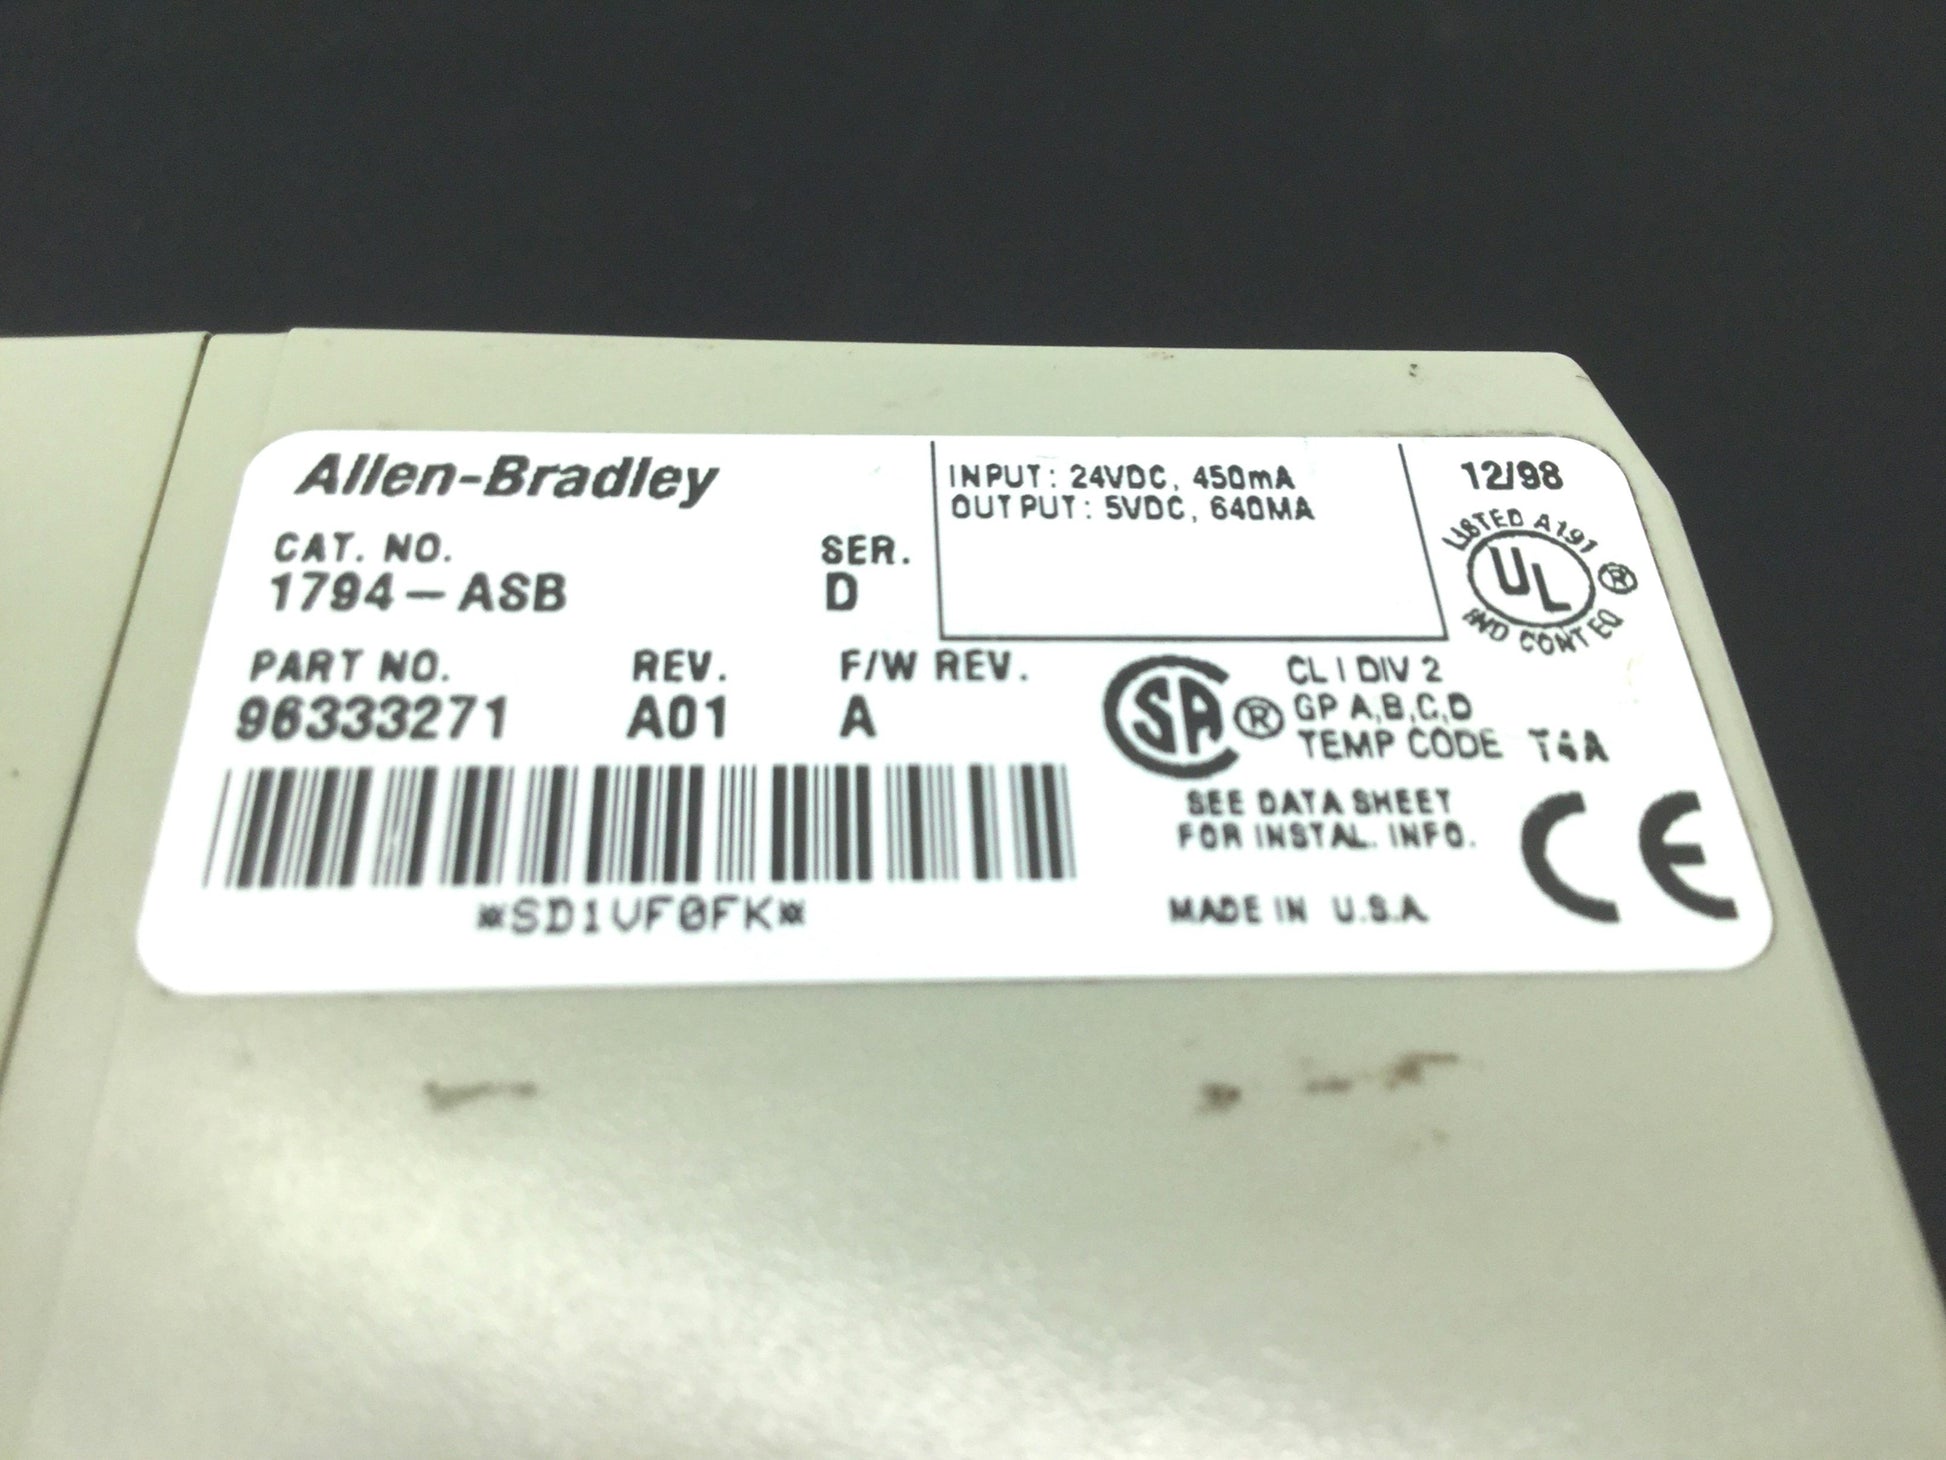 Allen-Bradley
CAT. NO.
1794-ASB
SER.
D
PART NO.
96333271
REV.
A01
F/W REV.
A
*SD1VF0FK*
INPUT: 24VDC, 450mA
OUTPUT: 5VDC, 640MA
12/98
LISTED A191
UL ®
IND CONT EQ
SA ®
CL I DIV 2
GP A,B,C,D
TEMP CODE T4A
SEE DATA SHEET
FOR INSTAL. INFO.
CE
MADE IN U.S.A.